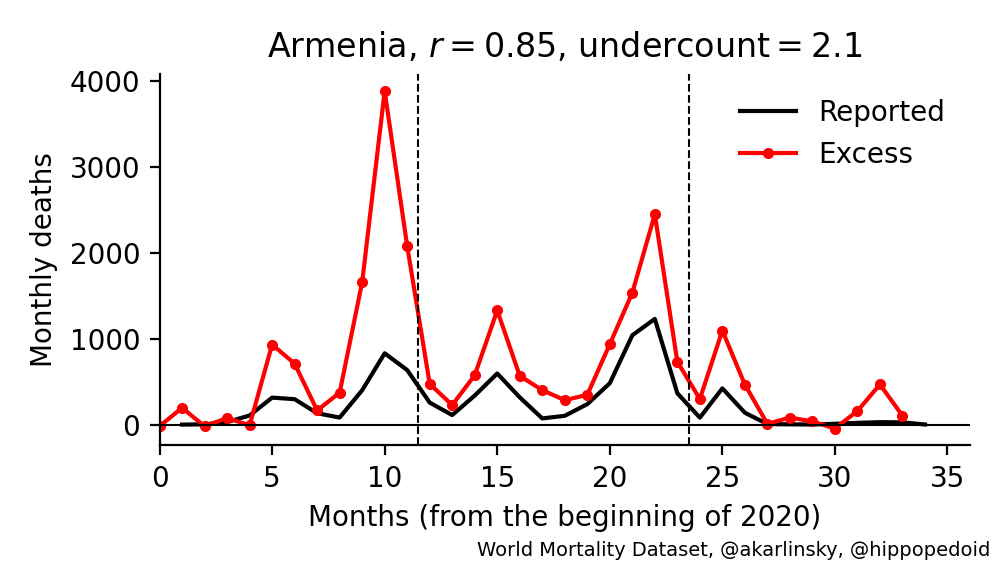 Armenia, r = 0.85, undercount = 2.1
4000
3000
2000
1000
0
Monthly deaths
Reported
Excess
0 5 10 15 20 25 30 35
Months (from the beginning of 2020)
World Mortality Dataset, @akarlinsky, @hippopedoid